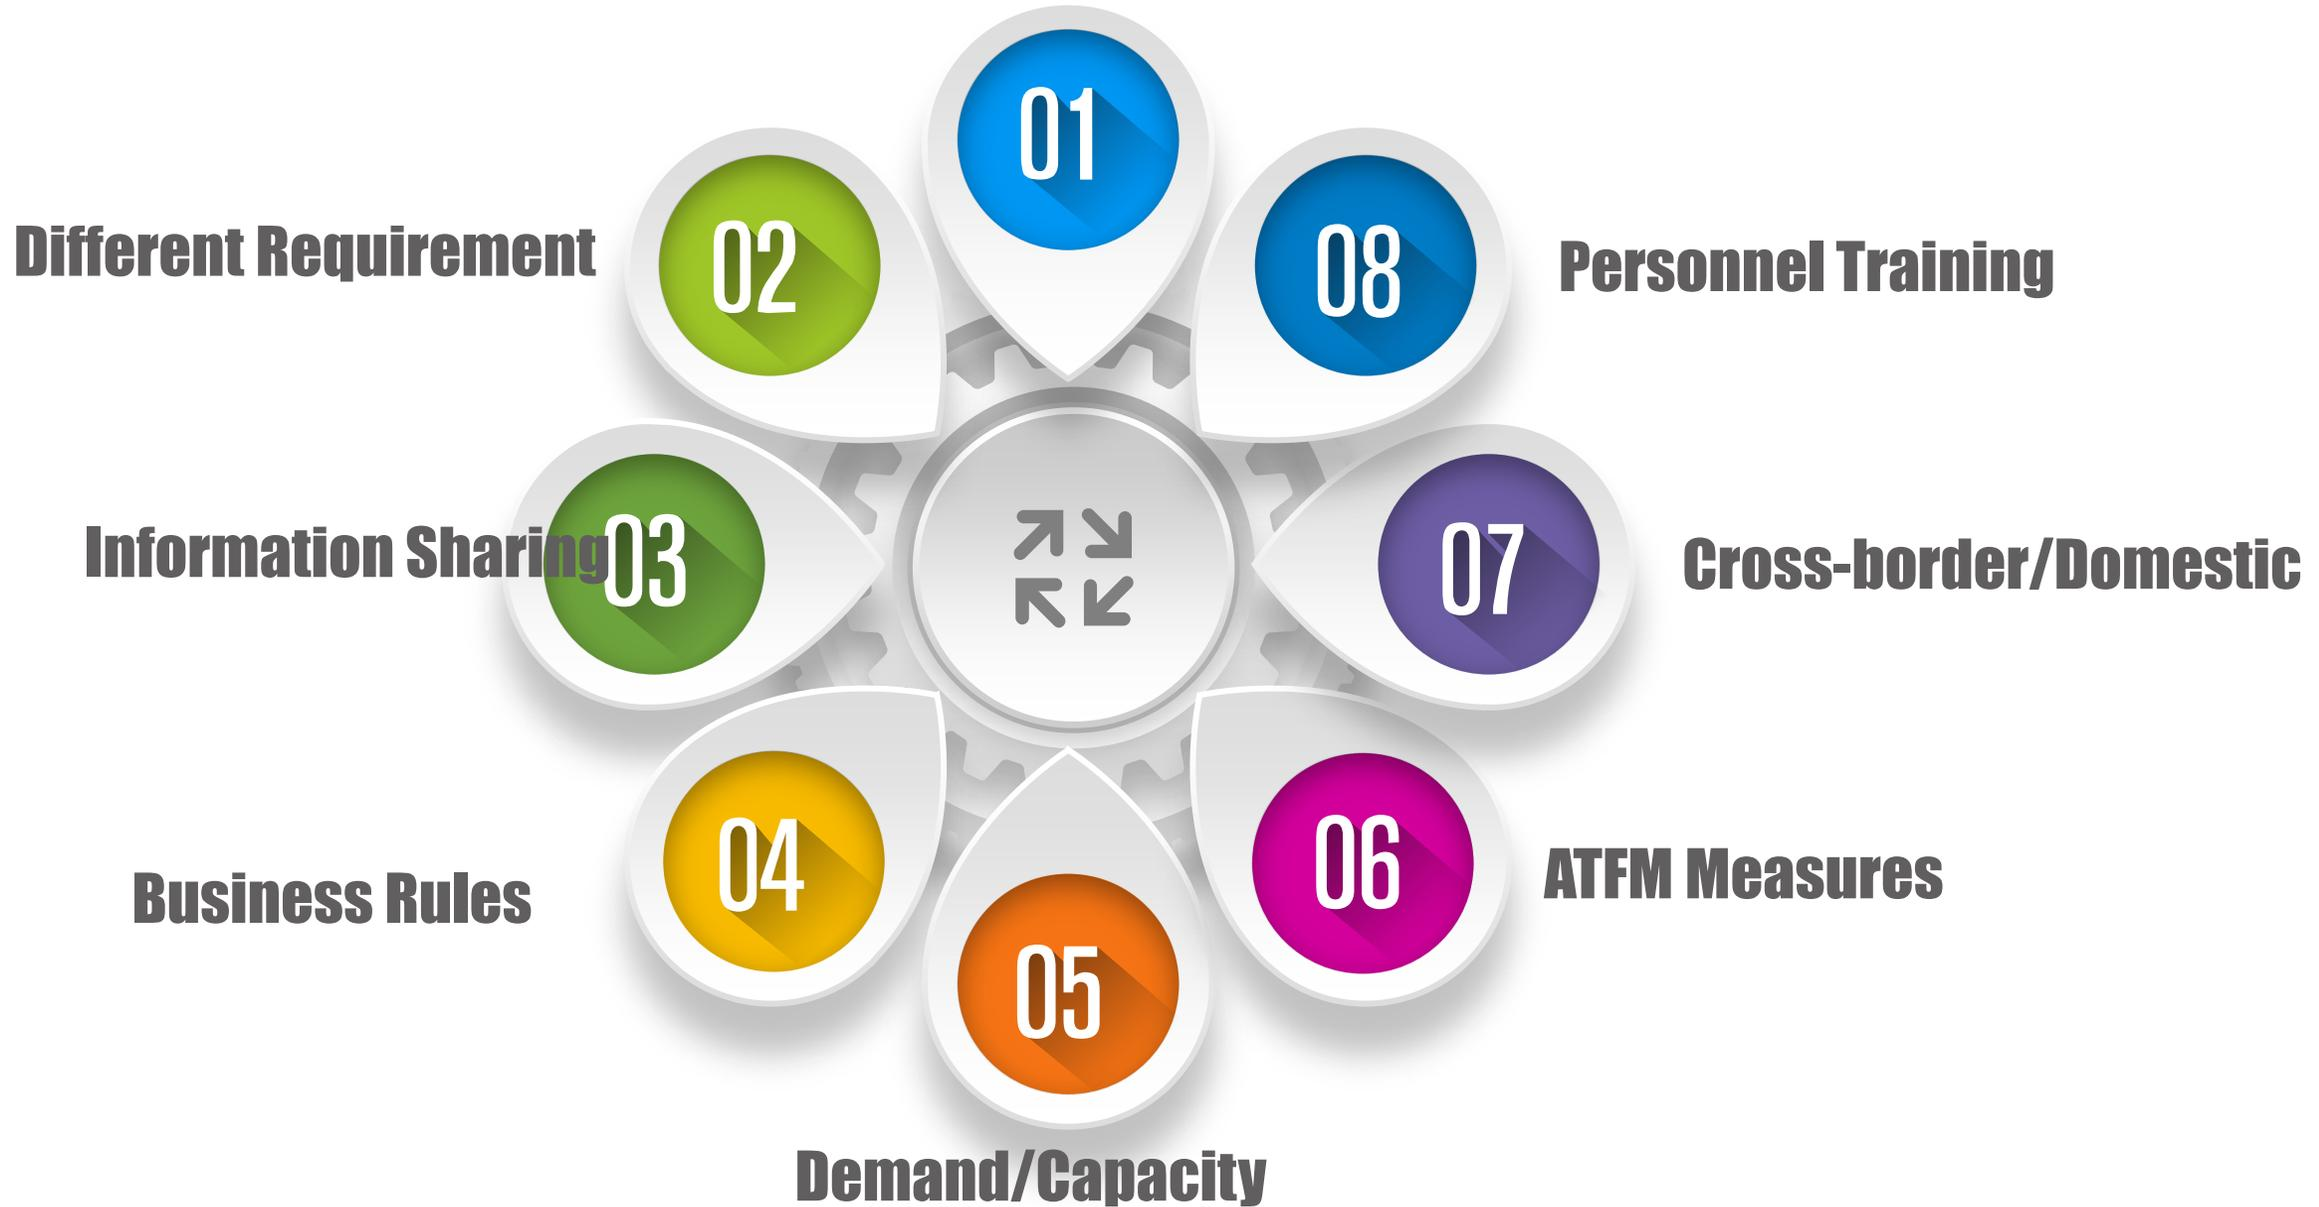 01
02
Different Requirement
08
Personnel Training
Information Sharing
03
07
Cross-border/Domestic
04
Business Rules
06
ATFM Measures
05
Demand/Capacity